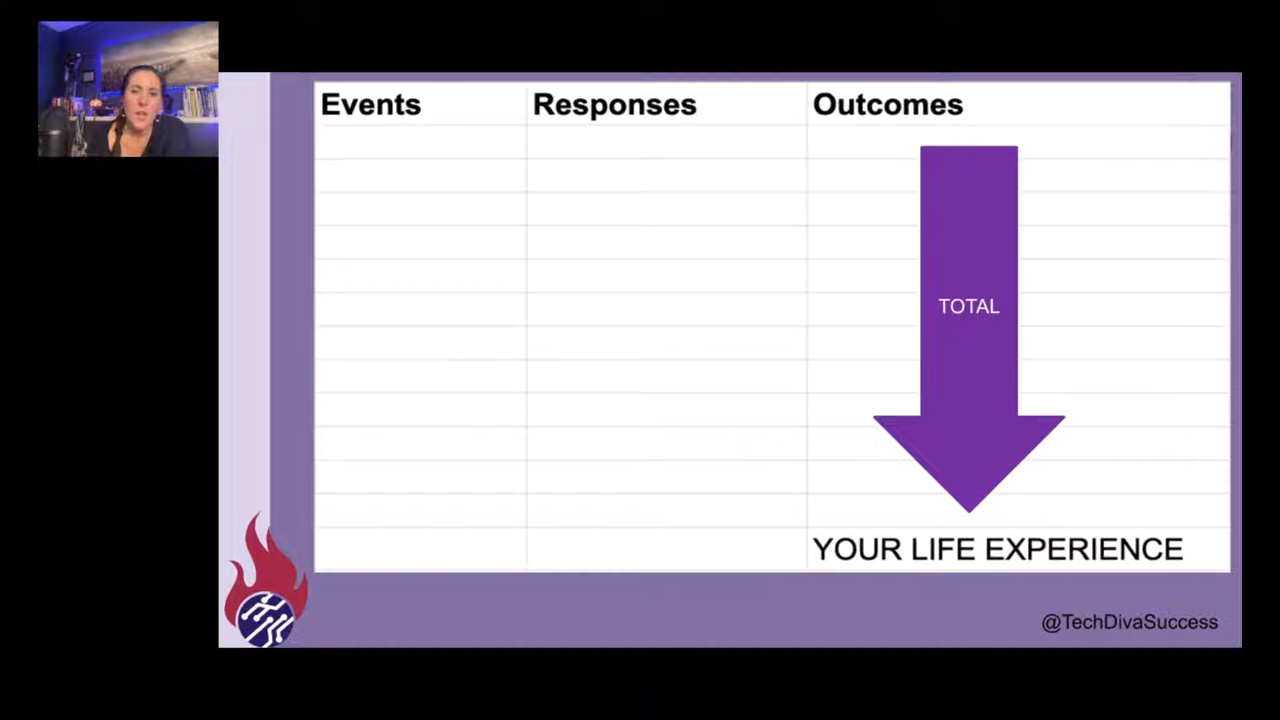 Events Responses Outcomes
TOTAL
YOUR LIFE EXPERIENCE
@TechDivaSuccess